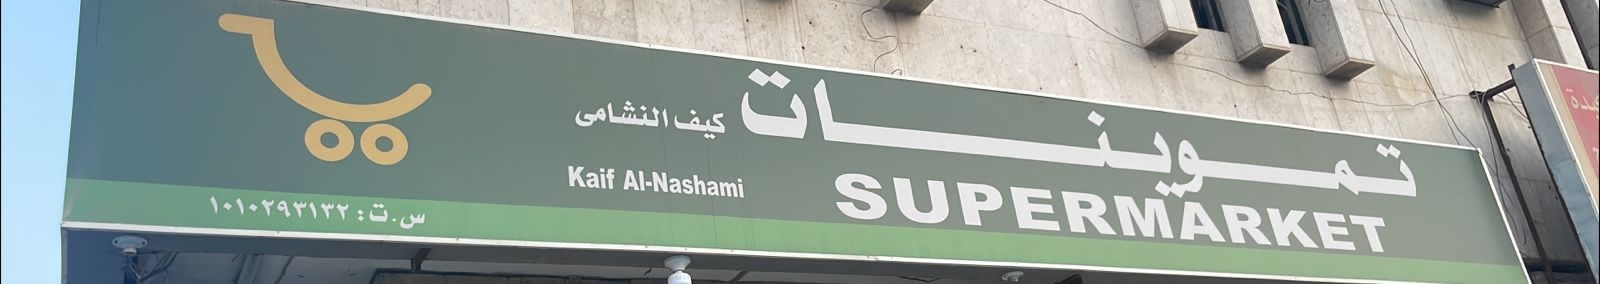 تموينات
كيف النشامى
SUPERMARKET
Kaif Al-Nashami
س.ت: ١٠١٠٢٩٣١٣٢